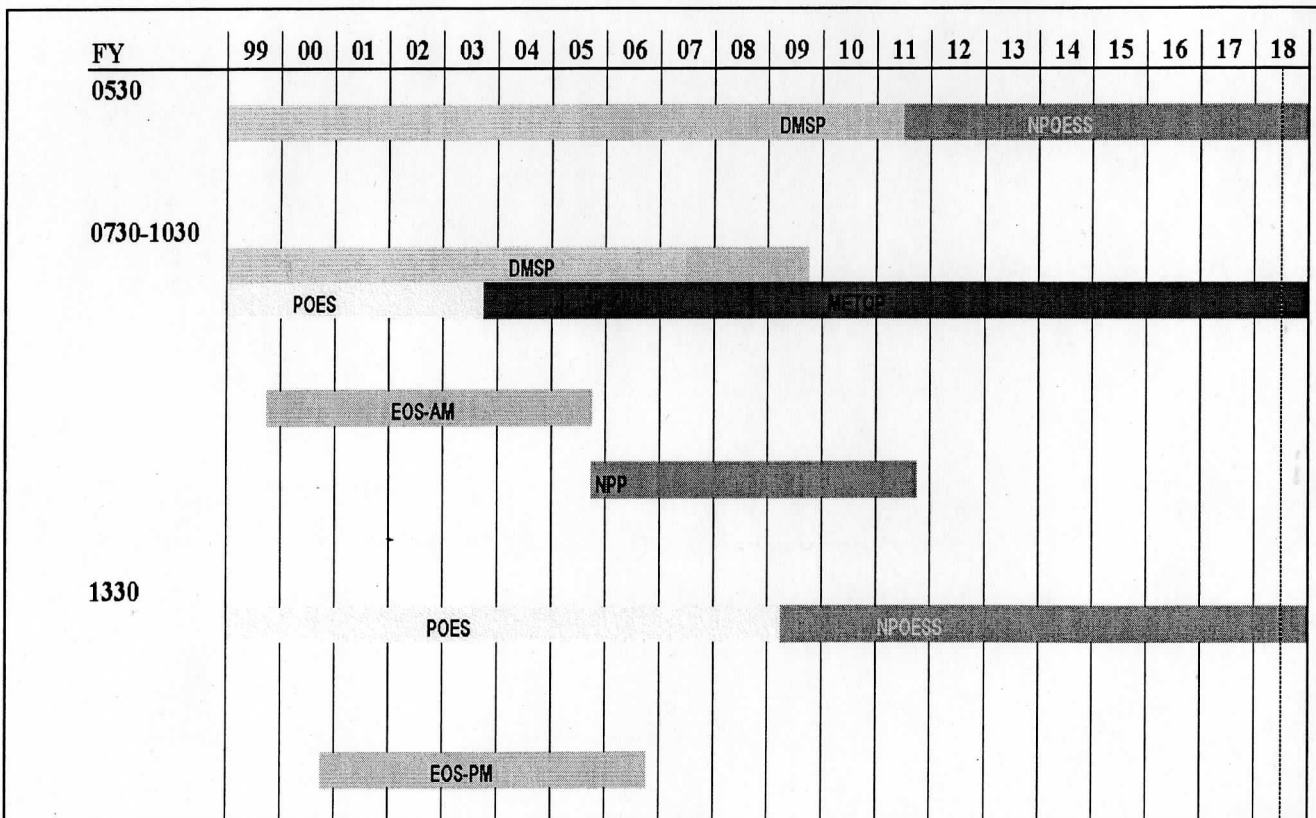 FY 99 00 01 02 03 04 05 06 07 08 09 10 11 12 13 14 15 16 17 18
0530
DMSP NPOESS
0730-1030
DMSP
POES METOP
EOS-AM
NPP
1330
POES NPOESS
EOS-PM